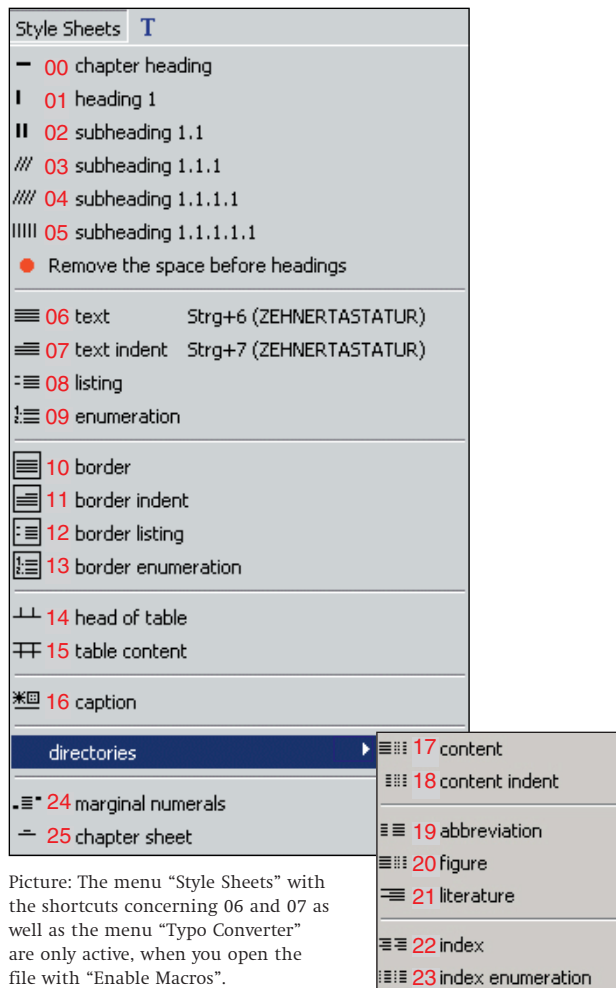 Style Sheets T
00 chapter heading
01 heading 1
02 subheading 1.1
03 subheading 1.1.1
04 subheading 1.1.1.1
05 subheading 1.1.1.1.1
Remove the space before headings
06 text Strg+6 (ZEHNERTASTATUR)
07 text indent Strg+7 (ZEHNERTASTATUR)
08 listing
09 enumeration
10 border
11 border indent
12 border listing
13 border enumeration
14 head of table
15 table content
16 caption
directories
17 content
18 content indent
19 abbreviation
20 figure
21 literature
22 index
23 index enumeration
24 marginal numerals
25 chapter sheet
Picture: The menu “Style Sheets” with
the shortcuts concerning 06 and 07 as
well as the menu “Typo Converter”
are only active, when you open the
file with “Enable Macros”.